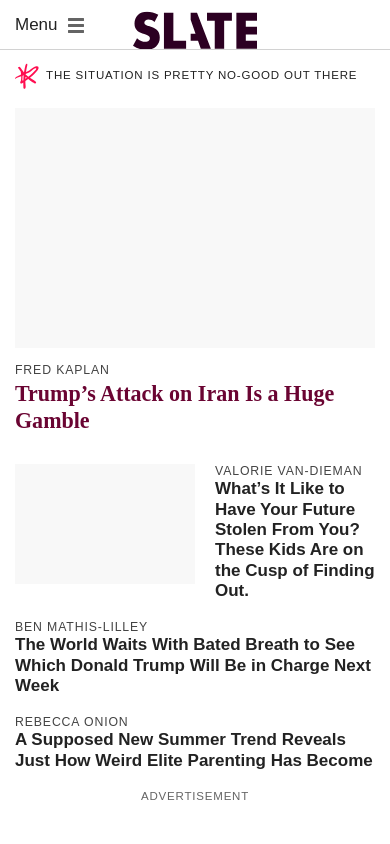 Menu
SLATE
THE SITUATION IS PRETTY NO-GOOD OUT THERE
FRED KAPLAN
Trump’s Attack on Iran Is a Huge
Gamble
VALORIE VAN-DIEMAN
What’s It Like to
Have Your Future
Stolen From You?
These Kids Are on
the Cusp of Finding
Out.
BEN MATHIS-LILLEY
The World Waits With Bated Breath to See
Which Donald Trump Will Be in Charge Next
Week
REBECCA ONION
A Supposed New Summer Trend Reveals
Just How Weird Elite Parenting Has Become
ADVERTISEMENT